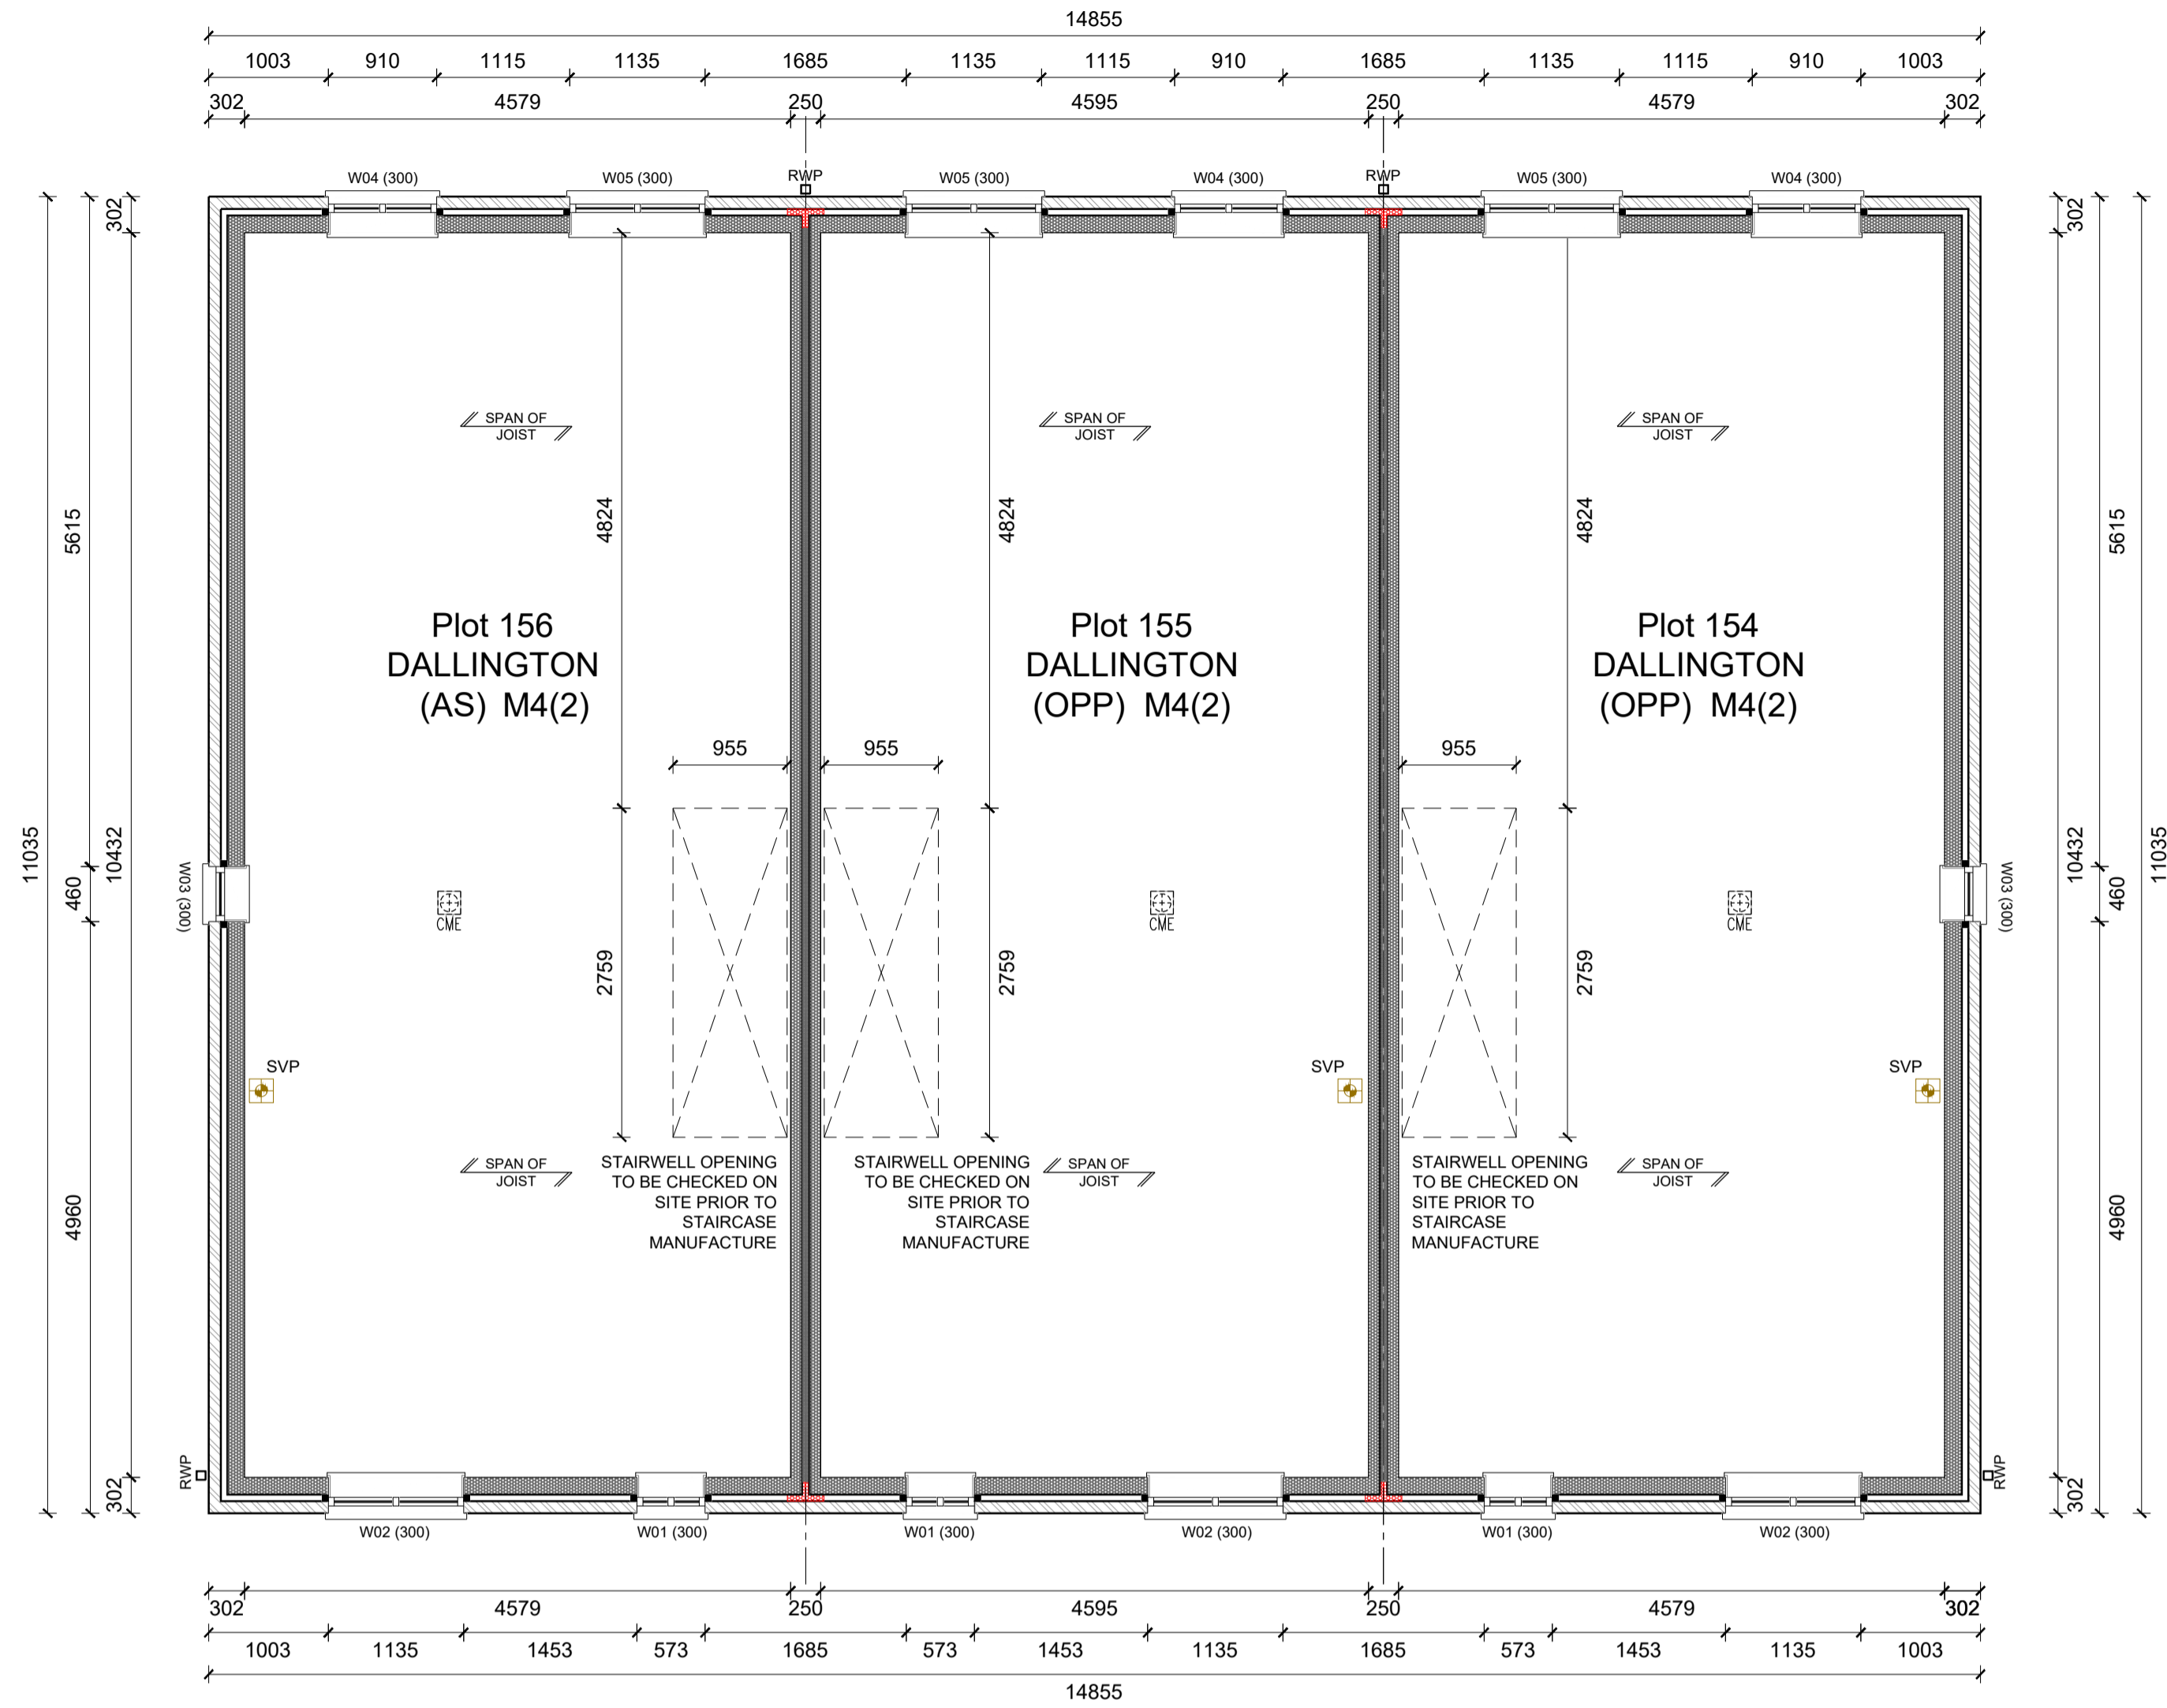 14855
1003 910 1115 1135 1685 1135 1115 910 1685 1135 1115 910 1003
302 4579 250 4595 250 4579 302
W04 (300) W05 (300) RWP W05 (300) W04 (300) RWP W05 (300) W04 (300)
302 302
SPAN OF SPAN OF SPAN OF
JOIST JOIST JOIST
5615 4824 4824 4824 5615
Plot 156 Plot 155 Plot 154
DALLINGTON DALLINGTON DALLINGTON
(AS) M4(2) (OPP) M4(2) (OPP) M4(2)
955 955 955
11035 460 10432 W03 (300) W03 (300) 10432 460 11035
CME CME CME
2759 2759 2759
SVP SVP SVP
SPAN OF SPAN OF SPAN OF
JOIST JOIST JOIST
STAIRWELL OPENING
TO BE CHECKED ON
SITE PRIOR TO
STAIRCASE
MANUFACTURE
STAIRWELL OPENING
TO BE CHECKED ON
SITE PRIOR TO
STAIRCASE
MANUFACTURE
STAIRWELL OPENING
TO BE CHECKED ON
SITE PRIOR TO
STAIRCASE
MANUFACTURE
4960 4960
302 RWP RWP 302
W02 (300) W01 (300) W01 (300) W02 (300) W01 (300) W02 (300)
302 4579 250 4595 250 4579 302
1003 1135 1453 573 1685 573 1453 1135 1685 573 1453 1135 1003
14855